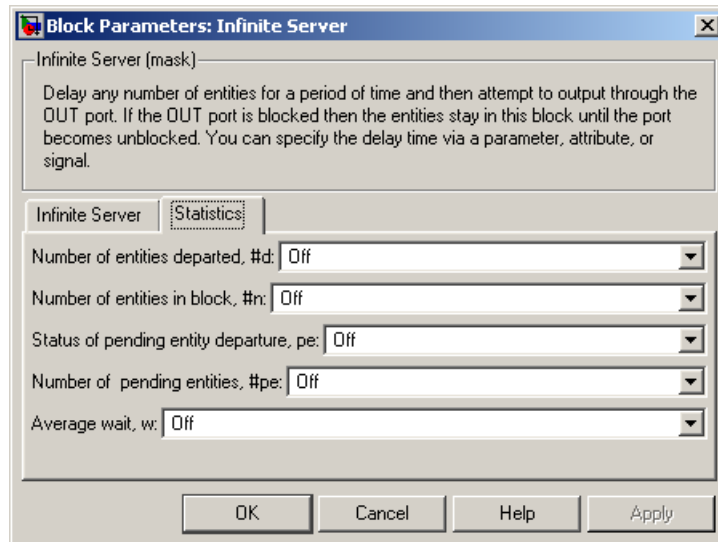 Block Parameters: Infinite Server
Infinite Server (mask)
Delay any number of entities for a period of time and then attempt to output through the
OUT port. If the OUT port is blocked then the entities stay in this block until the port
becomes unblocked. You can specify the delay time via a parameter, attribute, or
signal.
Infinite Server Statistics
Number of entities departed, #d: Off
Number of entities in block, #n: Off
Status of pending entity departure, pe: Off
Number of pending entities, #pe: Off
Average wait, w: Off
OK Cancel Help Apply